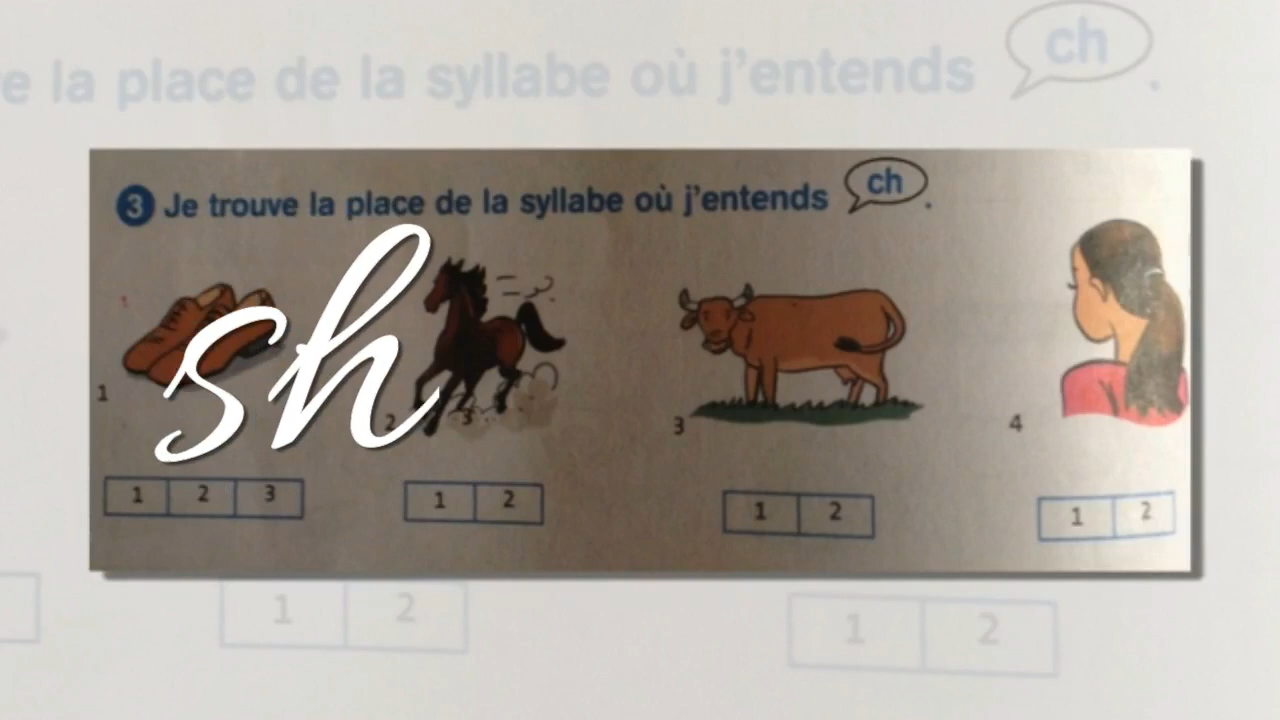 e la place de la syllabe où j'entends ch.
3 Je trouve la place de la syllabe où j'entends ch.
sh
1
2
3
3
4
1 2 3
1 2
1 2
1 2
1 2
1 2